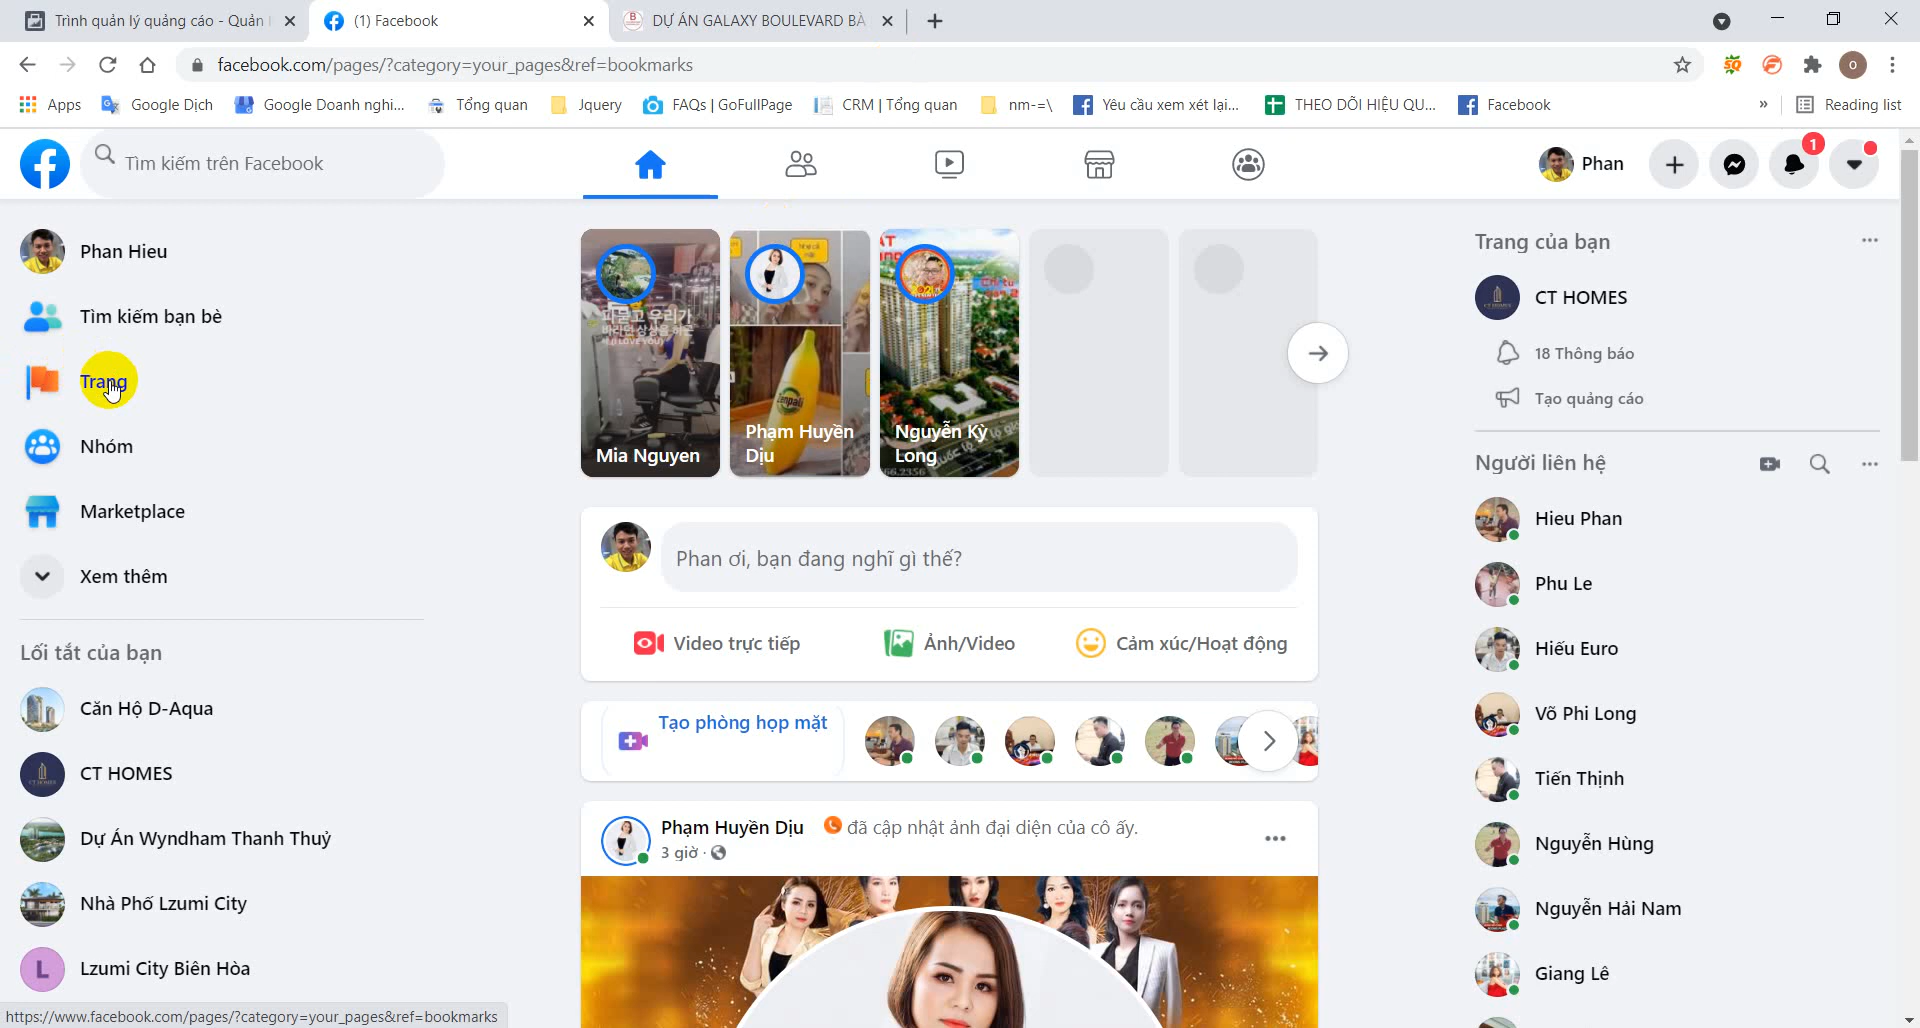 Trình quản lý quảng cáo - Quản l
(1) Facebook
DỰ ÁN GALAXY BOULEVARD BÀ
facebook.com/pages/?category=your_pages&ref=bookmarks
Apps
Google Dịch
Google Doanh nghi...
Tổng quan
Jquery
FAQs | GoFullPage
CRM | Tổng quan
nm-=\
Yêu cầu xem xét lại...
THEO DÕI HIỆU QU...
Facebook
»
Reading list
Tìm kiếm trên Facebook
Phan
1
Phan Hieu
Tìm kiếm bạn bè
Trang
Nhóm
Marketplace
Xem thêm
Lối tắt của bạn
Căn Hộ D-Aqua
CT HOMES
Dự Án Wyndham Thanh Thuỷ
Nhà Phố Lzumi City
L
Lzumi City Biên Hòa
https://www.facebook.com/pages/?category=your_pages&ref=bookmarks
(I LOVE YOU)
Mia Nguyen
Zenpali
Phạm Huyền
Dịu
Nguyễn Kỳ
Long
Phan ơi, bạn đang nghĩ gì thế?
Video trực tiếp
Ảnh/Video
Cảm xúc/Hoạt động
Tạo phòng họp mặt
Phạm Huyền Dịu
đã cập nhật ảnh đại diện của cô ấy.
3 giờ ·
Trang của bạn
CT HOMES
18 Thông báo
Tạo quảng cáo
Người liên hệ
Hieu Phan
Phu Le
Hiếu Euro
Võ Phi Long
Tiến Thịnh
Nguyễn Hùng
Nguyễn Hải Nam
Giang Lê